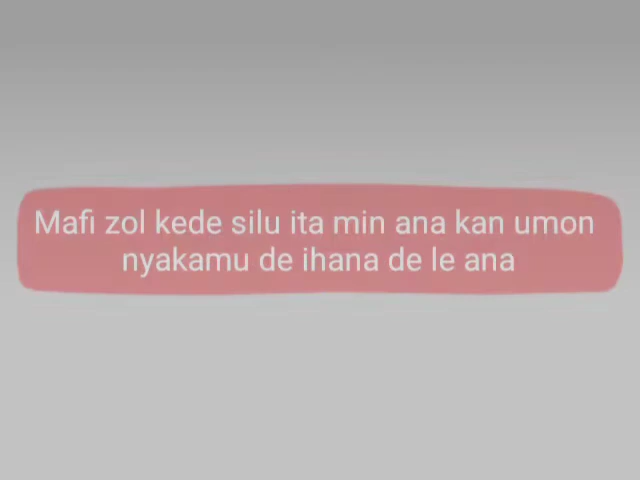 Mafi zol kede silu ita min ana kan umon
nyakamu de ihana de le ana